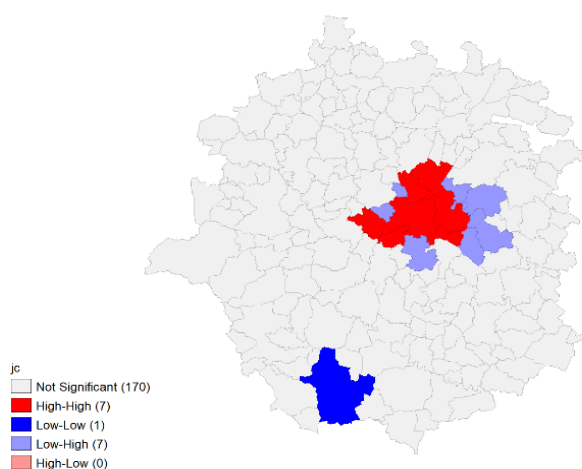 jc
Not Significant (170)
High-High (7)
Low-Low (1)
Low-High (7)
High-Low (0)